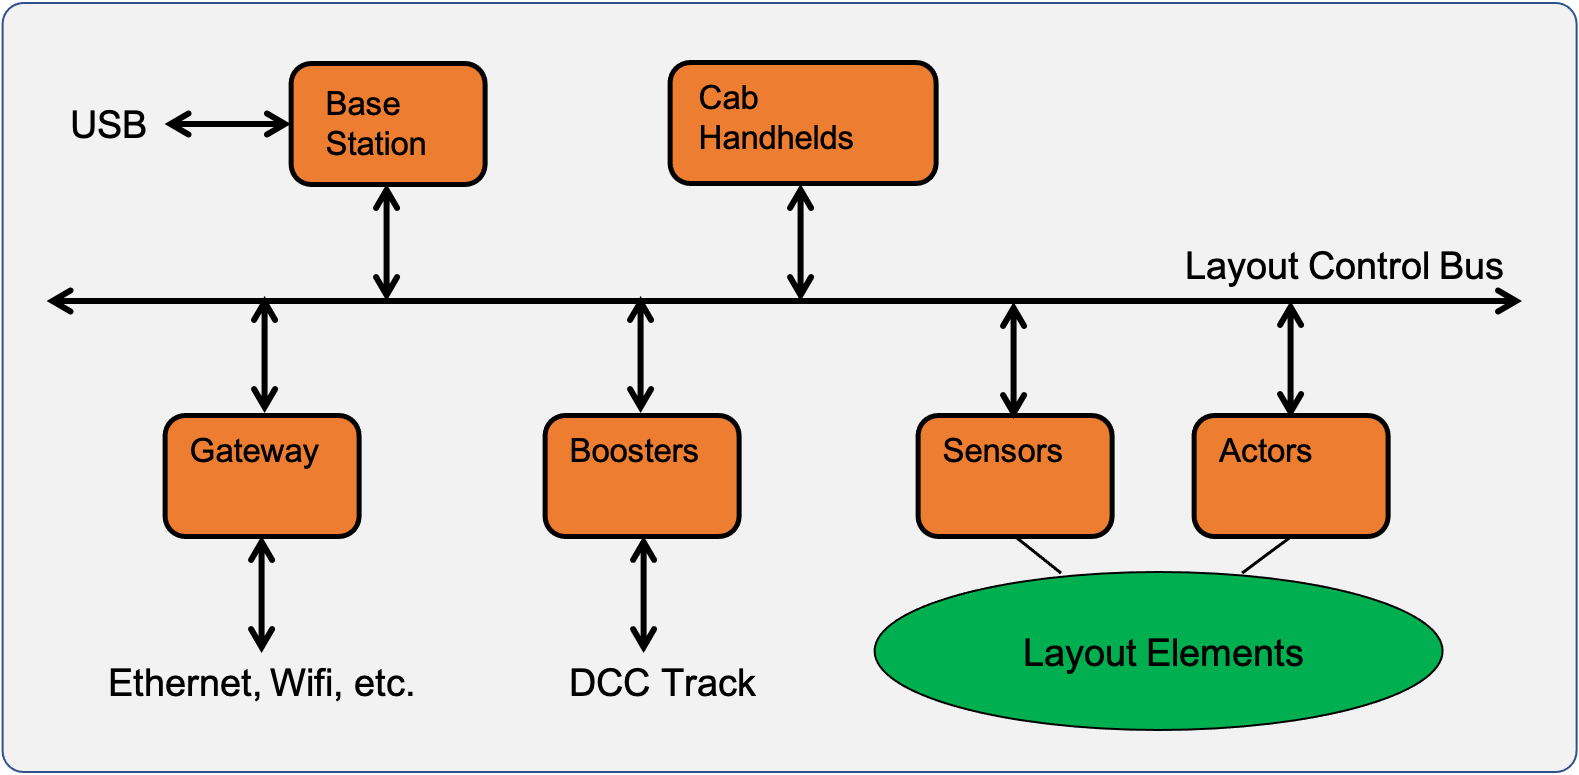 USB
Base
Station
Cab
Handhelds
Layout Control Bus
Gateway
Boosters
Sensors
Actors
Layout Elements
Ethernet, Wifi, etc.
DCC Track